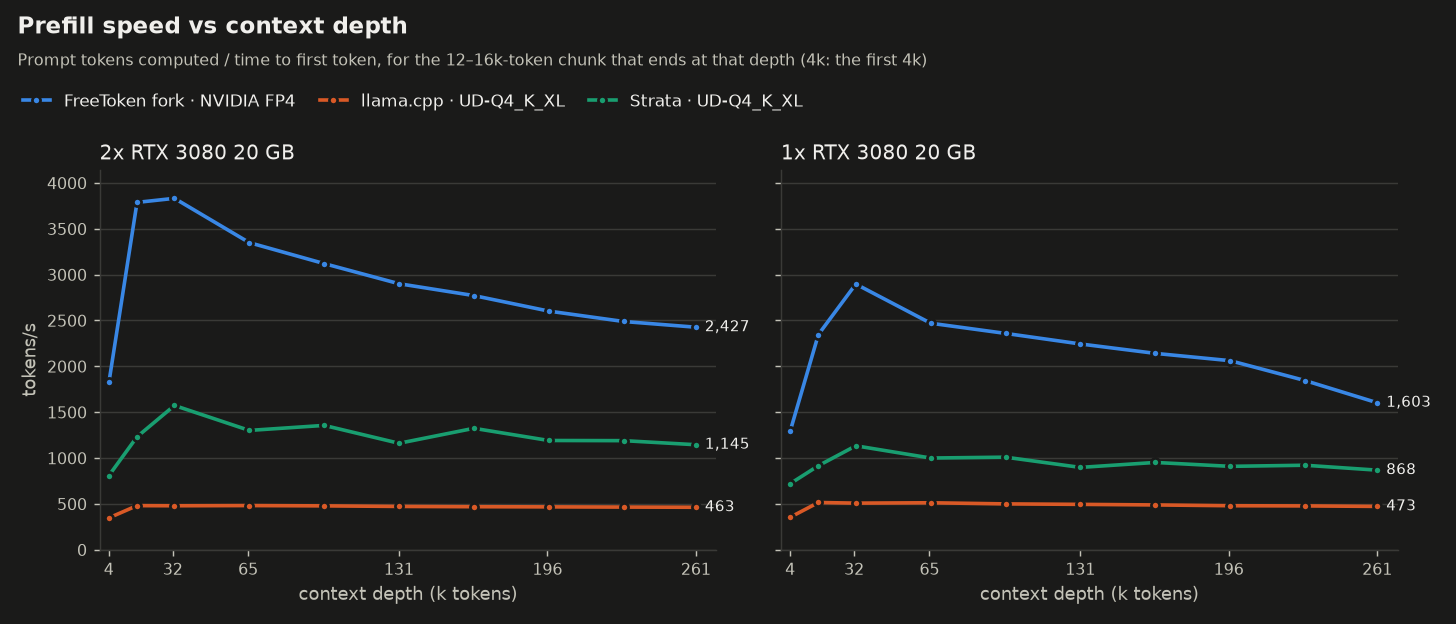 Prefill speed vs context depth
Prompt tokens computed / time to first token, for the 12–16k-token chunk that ends at that depth (4k: the first 4k)
FreeToken fork · NVIDIA FP4 llama.cpp · UD-Q4_K_XL Strata · UD-Q4_K_XL
2x RTX 3080 20 GB
tokens/s
4000
3500
3000
2500
2000
1500
1000
500
0
2,427
1,145
463
4 32 65 131 196 261
context depth (k tokens)
1x RTX 3080 20 GB
1,603
868
473
4 32 65 131 196 261
context depth (k tokens)